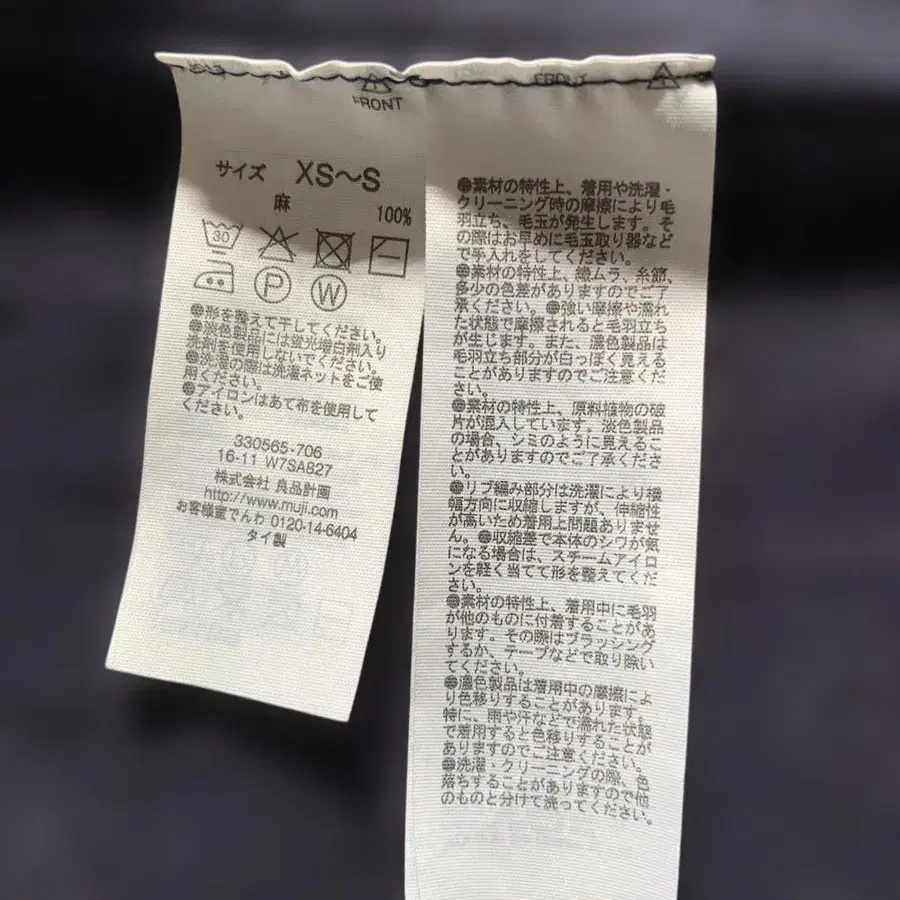 FRONT
サイズ XS〜S
麻 100%
30
P
W
●形を整えて干してください。
●淡色製品には蛍光増白剤入り
洗剤を使用しないでください。
●洗濯の際は洗濯ネットをご使
用ください。
●アイロンはあて布を使用して
ください。
330565-706
16-11 W7SA827
株式会社 良品計画
http://www.muji.com/
お客様室でんわ 0120-14-6404
タイ製
FRONT
●素材の特性上、着用や洗濯・
クリーニング時の摩擦により毛
羽立ち、毛玉が発生します。そ
の際はお早めに毛玉取り器など
で手入れをしてください。
●素材の特性上、織ムラ、糸節、
多少の色差がありますのでご了
承ください。●強い摩擦や濡れ
た状態で摩擦されると毛羽立ち
が生じます。また、濃色製品は
毛羽立ち部分が白っぽく見える
ことがありますのでご注意くだ
さい。
●素材の特性上、原料植物の破
片が混入しています。淡色製品
の場合、シミのように見えるこ
とがありますのでご了承くださ
い。
●リブ編み部分は洗濯により横
幅方向に収縮しますが、伸縮性
が高いため着用上問題ありませ
ん。●収縮差で本体のシワが気
になる場合は、スチームアイロ
ンを軽く当てて形を整えてくだ
さい。
●素材の特性上、着用中に毛羽
が他のものに付着することがあ
ります。その際はブラッシング
するか、テープなどで取り除い
てください。
●濃色製品は着用中の摩擦によ
り色移りすることがあります。
特に、雨や汗などで濡れた状態
で着用すると色移りすることが
ありますのでご注意ください。
●洗濯・クリーニングの際、色
落ちすることがありますので他
のものと分けて洗ってください。